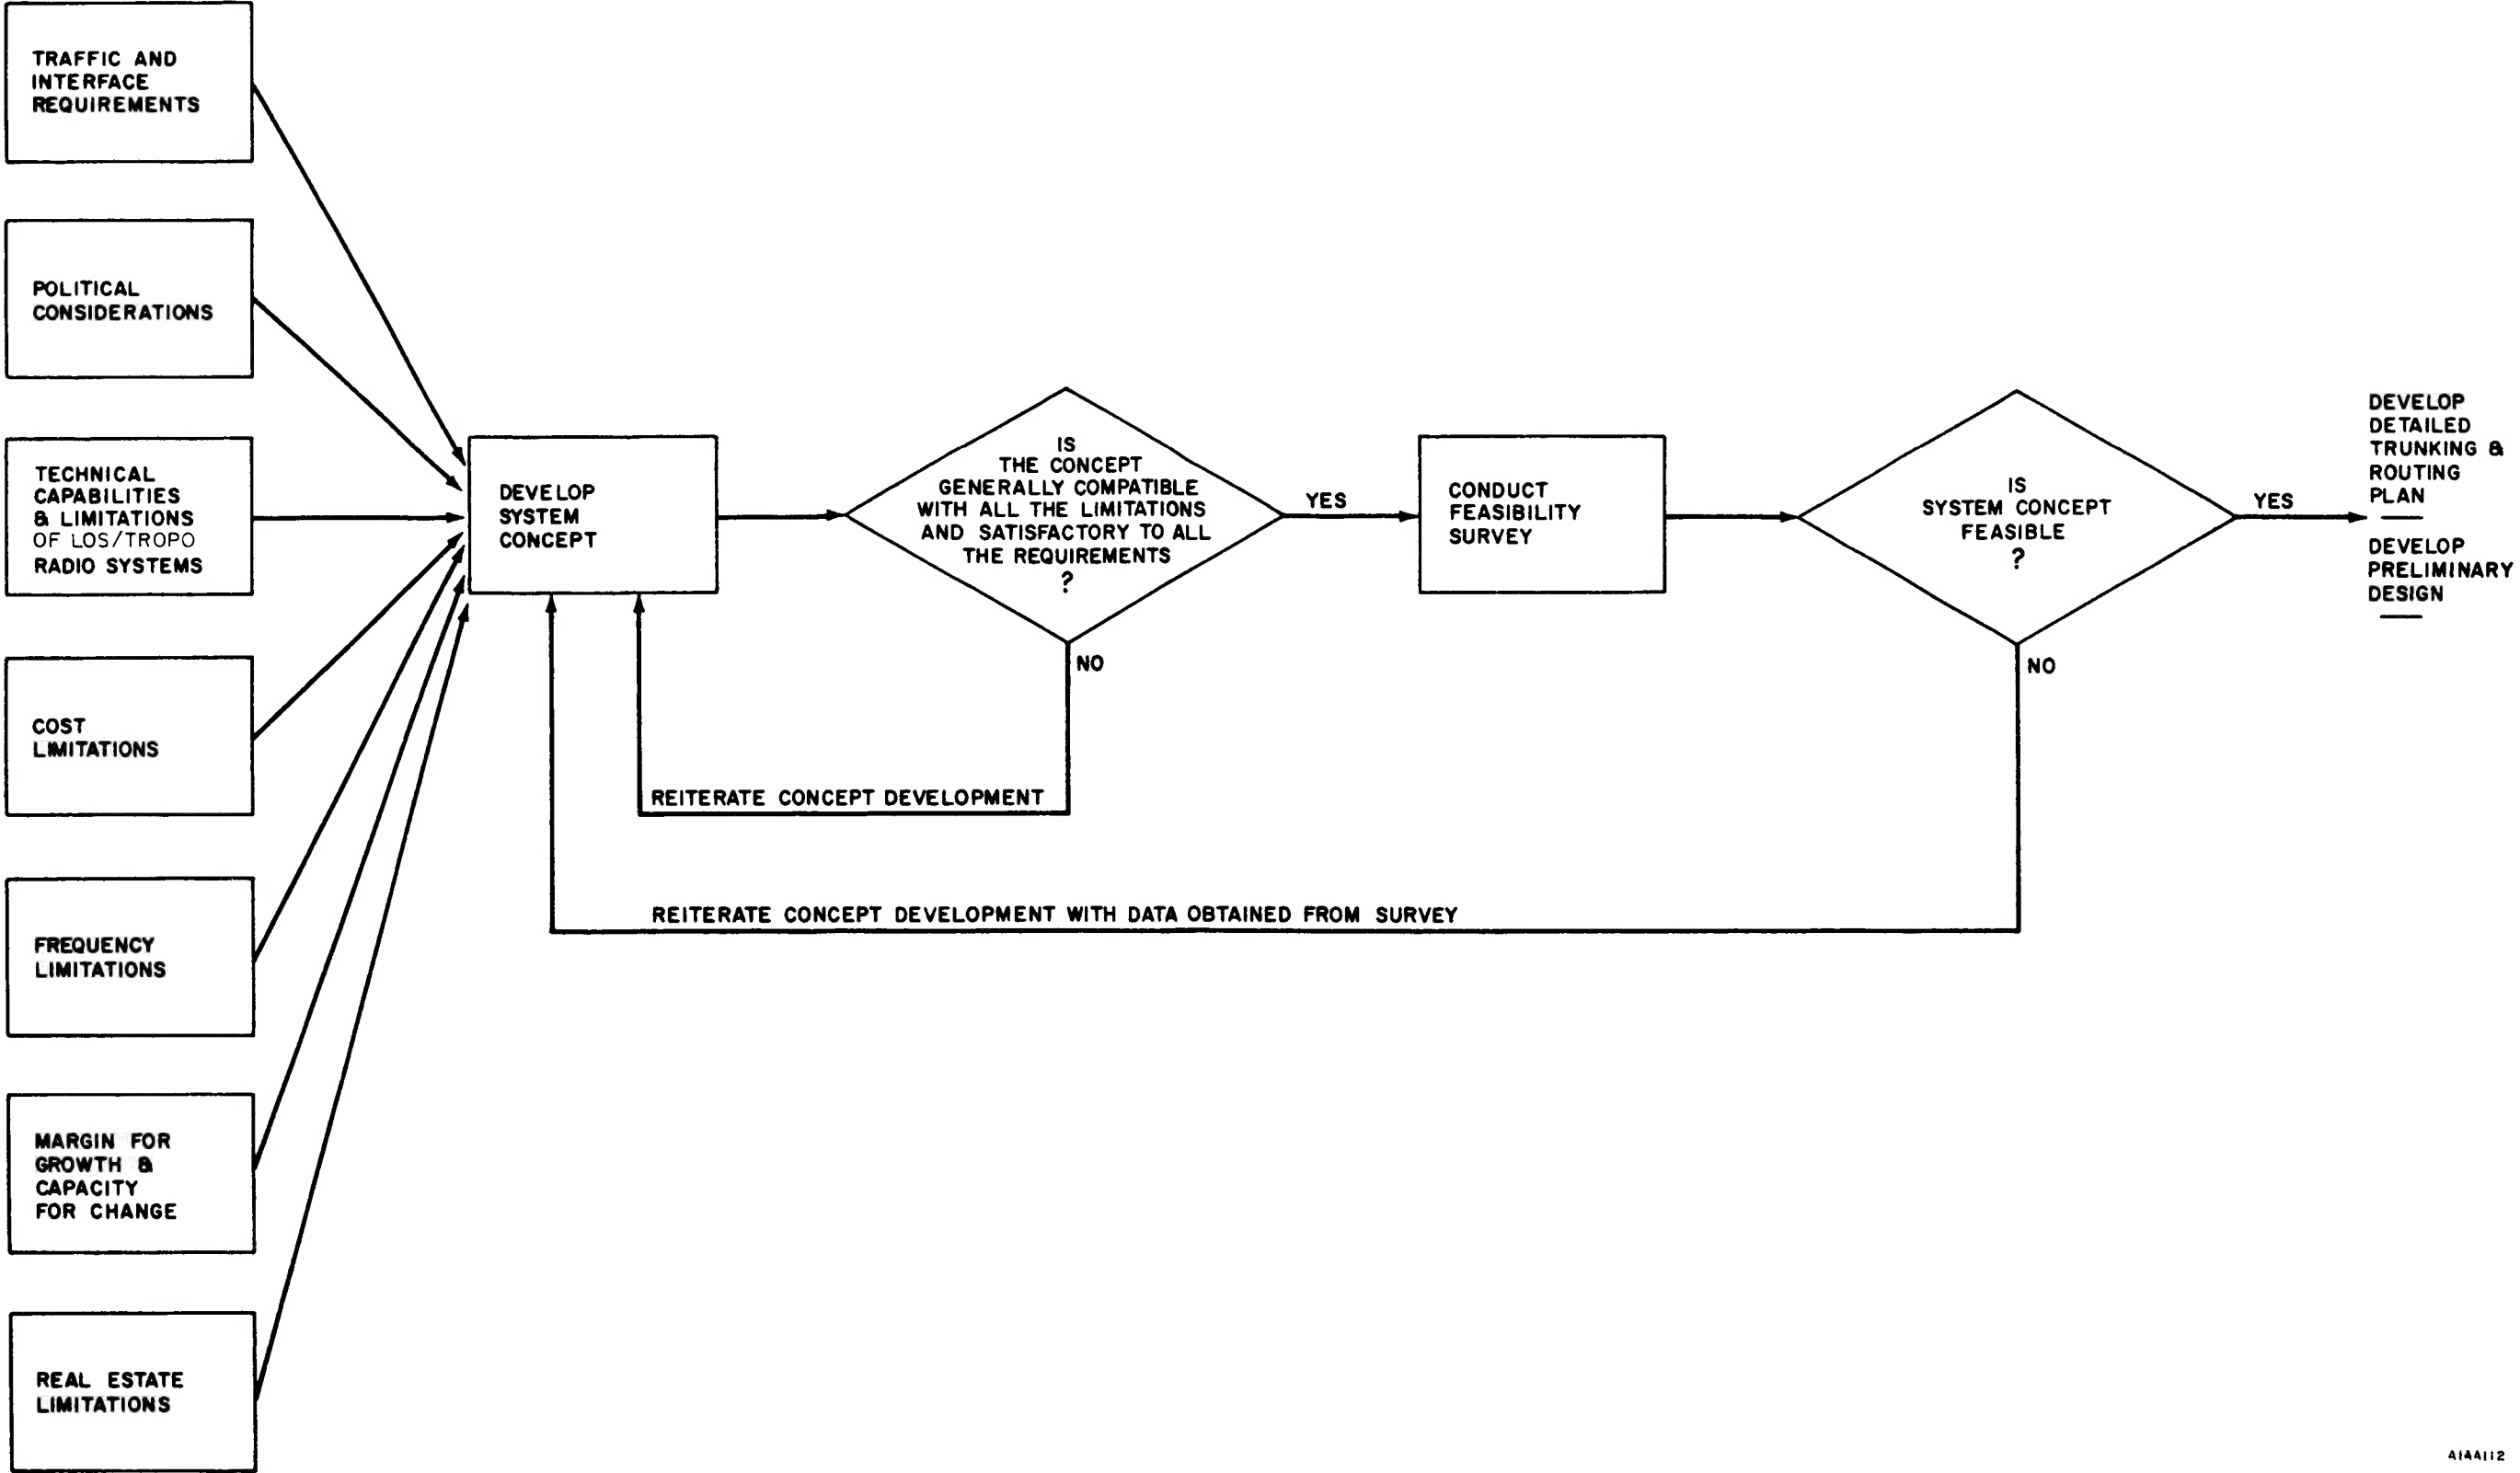 TRAFFIC AND
INTERFACE
REQUIREMENTS
POLITICAL
CONSIDERATIONS
TECHNICAL
CAPABILITIES
& LIMITATIONS
OF LOS/TROPO
RADIO SYSTEMS
COST
LIMITATIONS
FREQUENCY
LIMITATIONS
MARGIN FOR
GROWTH &
CAPACITY
FOR CHANGE
REAL ESTATE
LIMITATIONS
DEVELOP
SYSTEM
CONCEPT
IS
THE CONCEPT
GENERALLY COMPATIBLE
WITH ALL THE LIMITATIONS
AND SATISFACTORY TO ALL
THE REQUIREMENTS
?
YES
NO
REITERATE CONCEPT DEVELOPMENT
CONDUCT
FEASIBILITY
SURVEY
IS
SYSTEM CONCEPT
FEASIBLE
?
YES
NO
REITERATE CONCEPT DEVELOPMENT WITH DATA OBTAINED FROM SURVEY
DEVELOP
DETAILED
TRUNKING &
ROUTING
PLAN
DEVELOP
PRELIMINARY
DESIGN
A1AA112